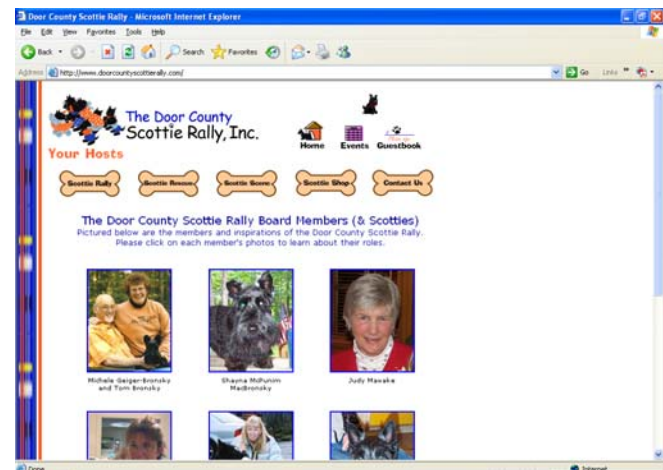 Door County Scottie Rally - Microsoft Internet Explorer
File Edit View Favorites Tools Help
Back Search Favorites
Address http://www.doorcountyscottierally.com/ Go Links »
The Door County
Scottie Rally, Inc.
Your Hosts
Home Events Guestbook
Scottie Rally Scottie Rescue Scottie Scene Scottie Shop Contact Us
The Door County Scottie Rally Board Members (& Scotties)
Pictured below are the members and inspirations of the Door County Scottie Rally.
Please click on each member's photos to learn about their roles.
Michele Geiger-Bronsky
and Tom Bronsky
Shayna McPunim
MacBronsky
Judy Mawake
Done Internet